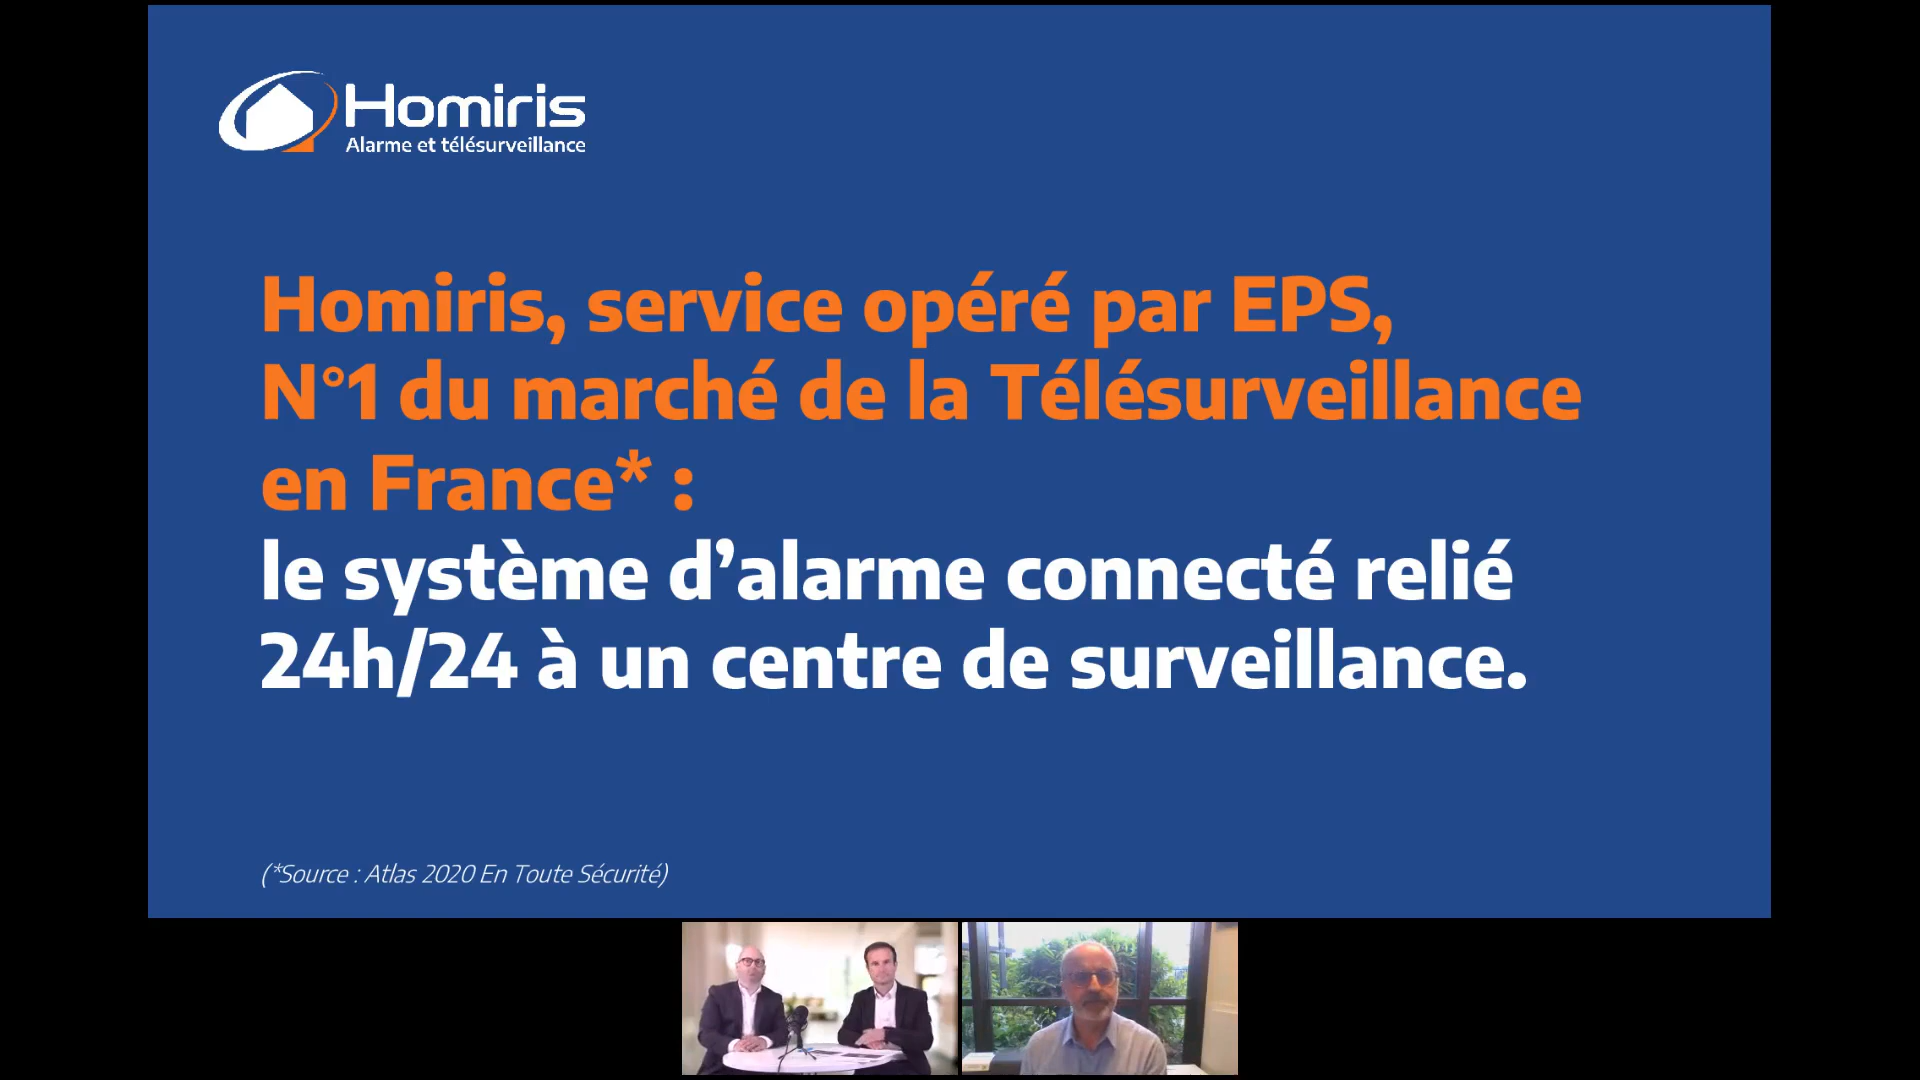 Homiris
Alarme et télésurveillance
Homiris, service opéré par EPS,
N°1 du marché de la Télésurveillance
en France* :
le système d’alarme connecté relié
24h/24 à un centre de surveillance.
(*Source : Atlas 2020 En Toute Sécurité)